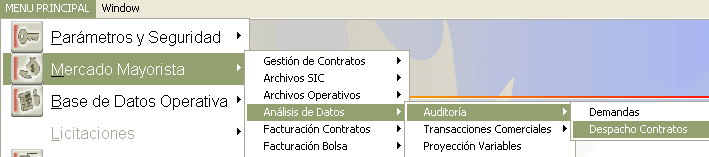 MENU PRINCIPAL Window
Parámetros y Seguridad
Mercado Mayorista
Gestión de Contratos
Archivos SIC
Base de Datos Operativa
Archivos Operativos
Análisis de Datos
Auditoría
Demandas
Licitaciones
Facturación Contratos
Transacciones Comerciales
Despacho Contratos
Facturación Bolsa
Proyección Variables